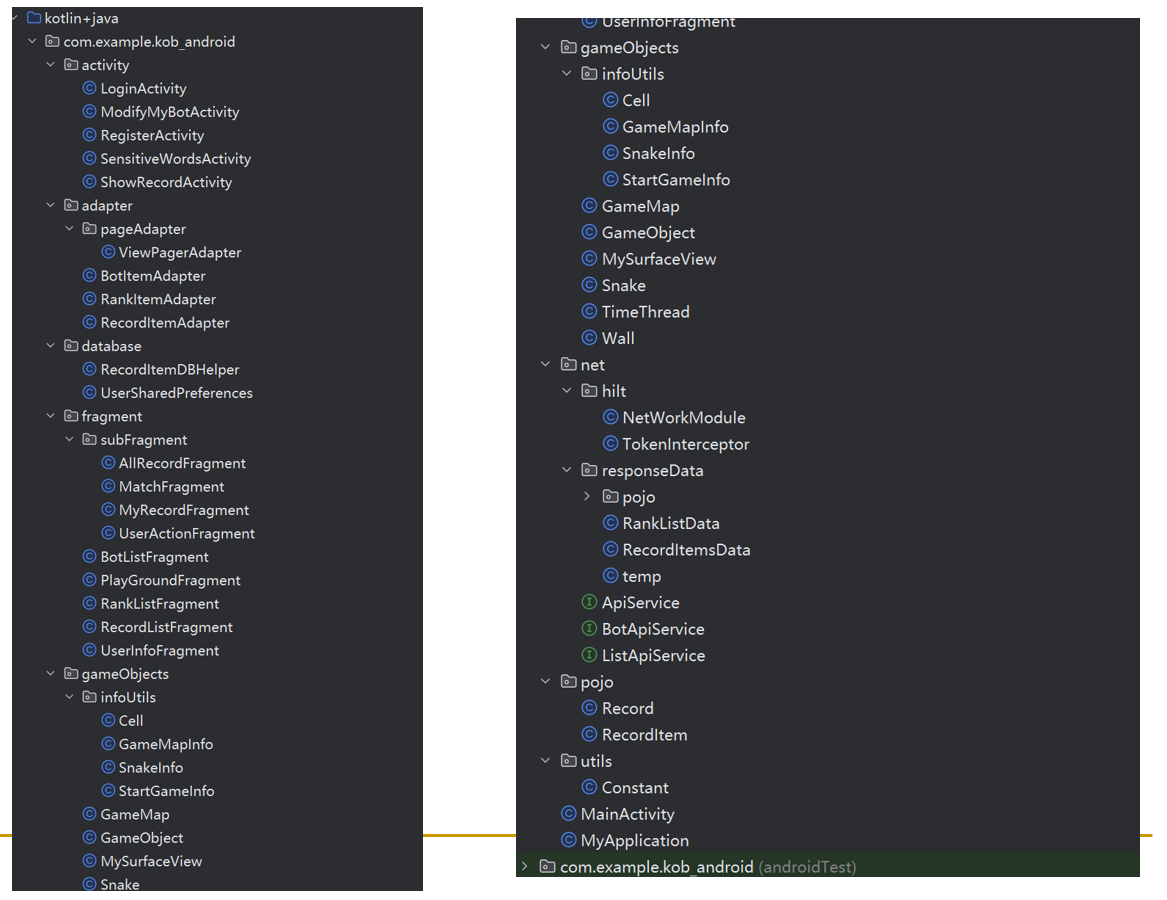 kotlin+java
com.example.kob_android
activity
LoginActivity
ModifyMyBotActivity
RegisterActivity
SensitiveWordsActivity
ShowRecordActivity
adapter
pageAdapter
ViewPagerAdapter
BotItemAdapter
RankItemAdapter
RecordItemAdapter
database
RecordItemDBHelper
UserSharedPreferences
fragment
subFragment
AllRecordFragment
MatchFragment
MyRecordFragment
UserActionFragment
BotListFragment
PlayGroundFragment
RankListFragment
RecordListFragment
UserInfoFragment
gameObjects
infoUtils
Cell
GameMapInfo
SnakeInfo
StartGameInfo
GameMap
GameObject
MySurfaceView
Snake
UserInfoFragment
gameObjects
infoUtils
Cell
GameMapInfo
SnakeInfo
StartGameInfo
GameMap
GameObject
MySurfaceView
Snake
TimeThread
Wall
net
hilt
NetWorkModule
TokenInterceptor
responseData
pojo
RankListData
RecordItemsData
temp
ApiService
BotApiService
ListApiService
pojo
Record
RecordItem
utils
Constant
MainActivity
MyApplication
com.example.kob_android (androidTest)